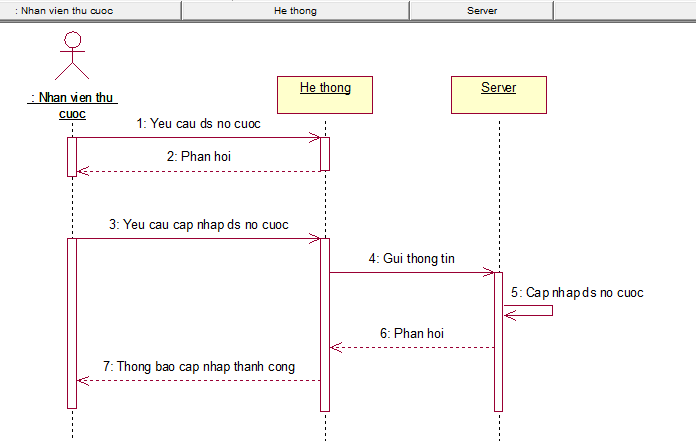 : Nhan vien thu cuoc
He thong
Server
: Nhan vien thu
cuoc
He thong
Server
1: Yeu cau ds no cuoc
2: Phan hoi
3: Yeu cau cap nhap ds no cuoc
4: Gui thong tin
5: Cap nhap ds no cuoc
6: Phan hoi
7: Thong bao cap nhap thanh cong